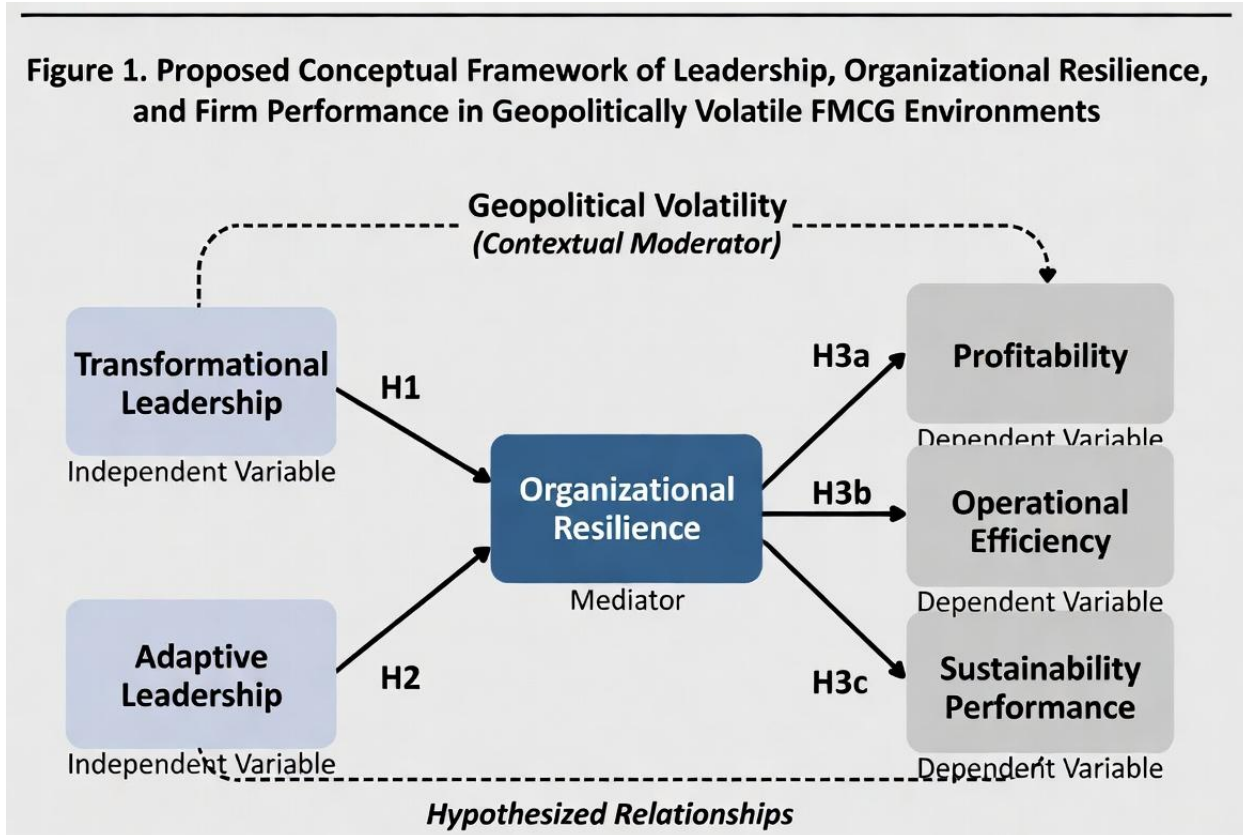 Figure 1. Proposed Conceptual Framework of Leadership, Organizational Resilience,
and Firm Performance in Geopolitically Volatile FMCG Environments
Geopolitical Volatility
(Contextual Moderator)
Transformational
Leadership
Independent Variable
H1
Adaptive
Leadership
Independent Variable
H2
Organizational
Resilience
Mediator
H3a
H3b
H3c
Profitability
Dependent Variable
Operational
Efficiency
Dependent Variable
Sustainability
Performance
Dependent Variable
Hypothesized Relationships